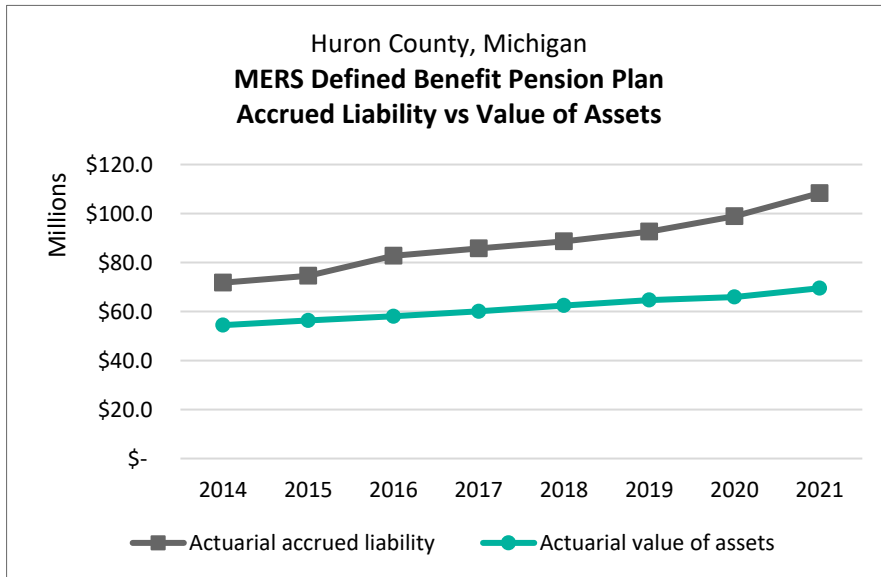 Huron County, Michigan
MERS Defined Benefit Pension Plan
Accrued Liability vs Value of Assets
Millions
$120.0
$100.0
$80.0
$60.0
$40.0
$20.0
$-
2014 2015 2016 2017 2018 2019 2020 2021
Actuarial accrued liability Actuarial value of assets